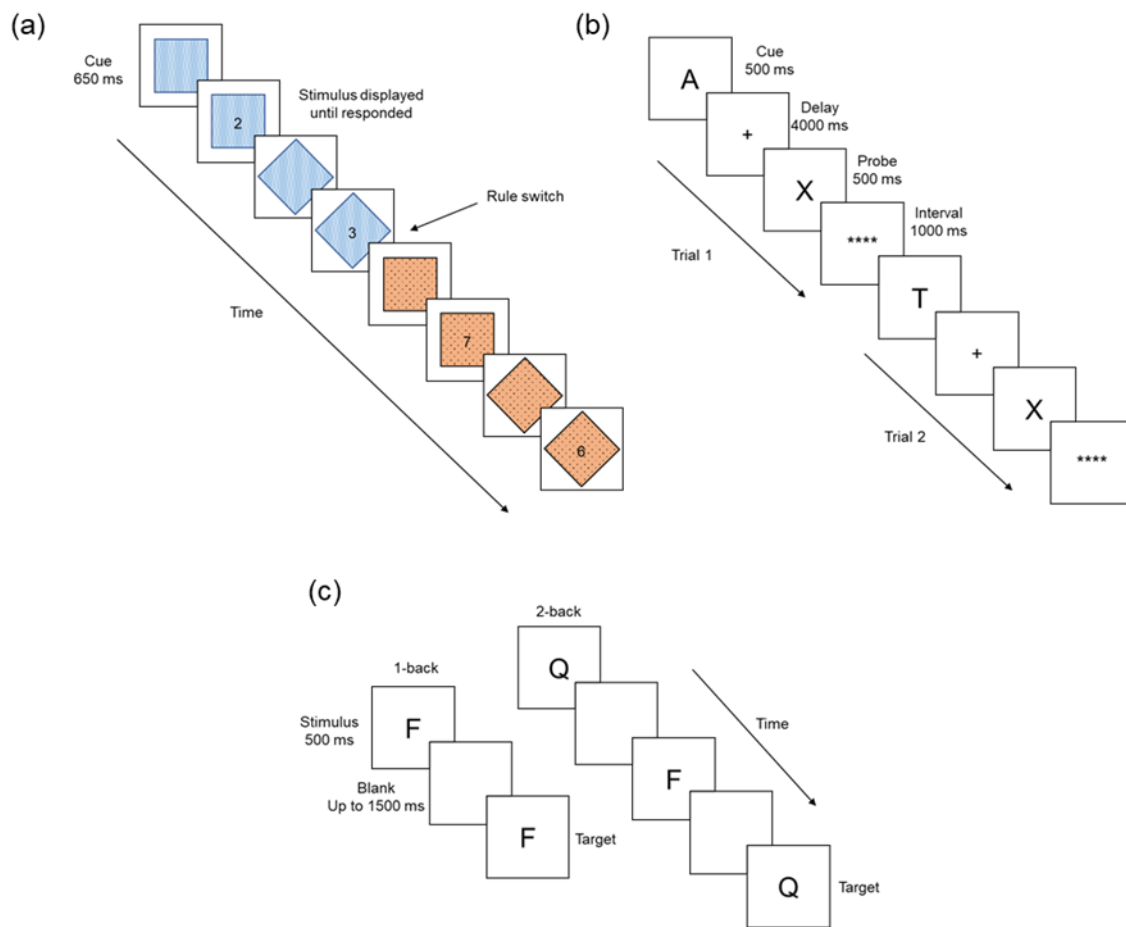 (a)
Cue
650 ms
2
Stimulus displayed
until responded
3
Rule switch
7
6
Time
(b)
A
Cue
500 ms
+
Delay
4000 ms
X
Probe
500 ms
****
Interval
1000 ms
Trial 1
T
+
X
****
Trial 2
(c)
1-back
Stimulus
500 ms
F
Blank
Up to 1500 ms
F
Target
2-back
Q
F
Q
Target
Time